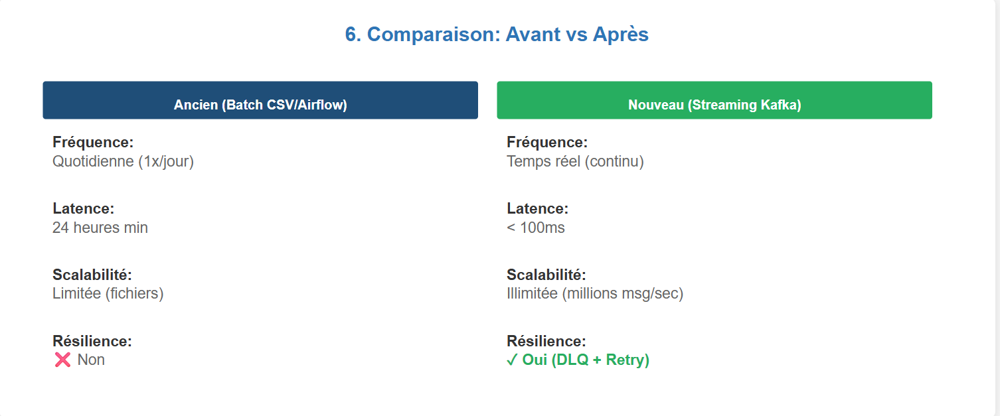 6. Comparaison: Avant vs Après
Ancien (Batch CSV/Airflow)
Fréquence:
Quotidienne (1x/jour)
Latence:
24 heures min
Scalabilité:
Limitée (fichiers)
Résilience:
❌ Non
Nouveau (Streaming Kafka)
Fréquence:
Temps réel (continu)
Latence:
< 100ms
Scalabilité:
Illimitée (millions msg/sec)
Résilience:
✓ Oui (DLQ + Retry)